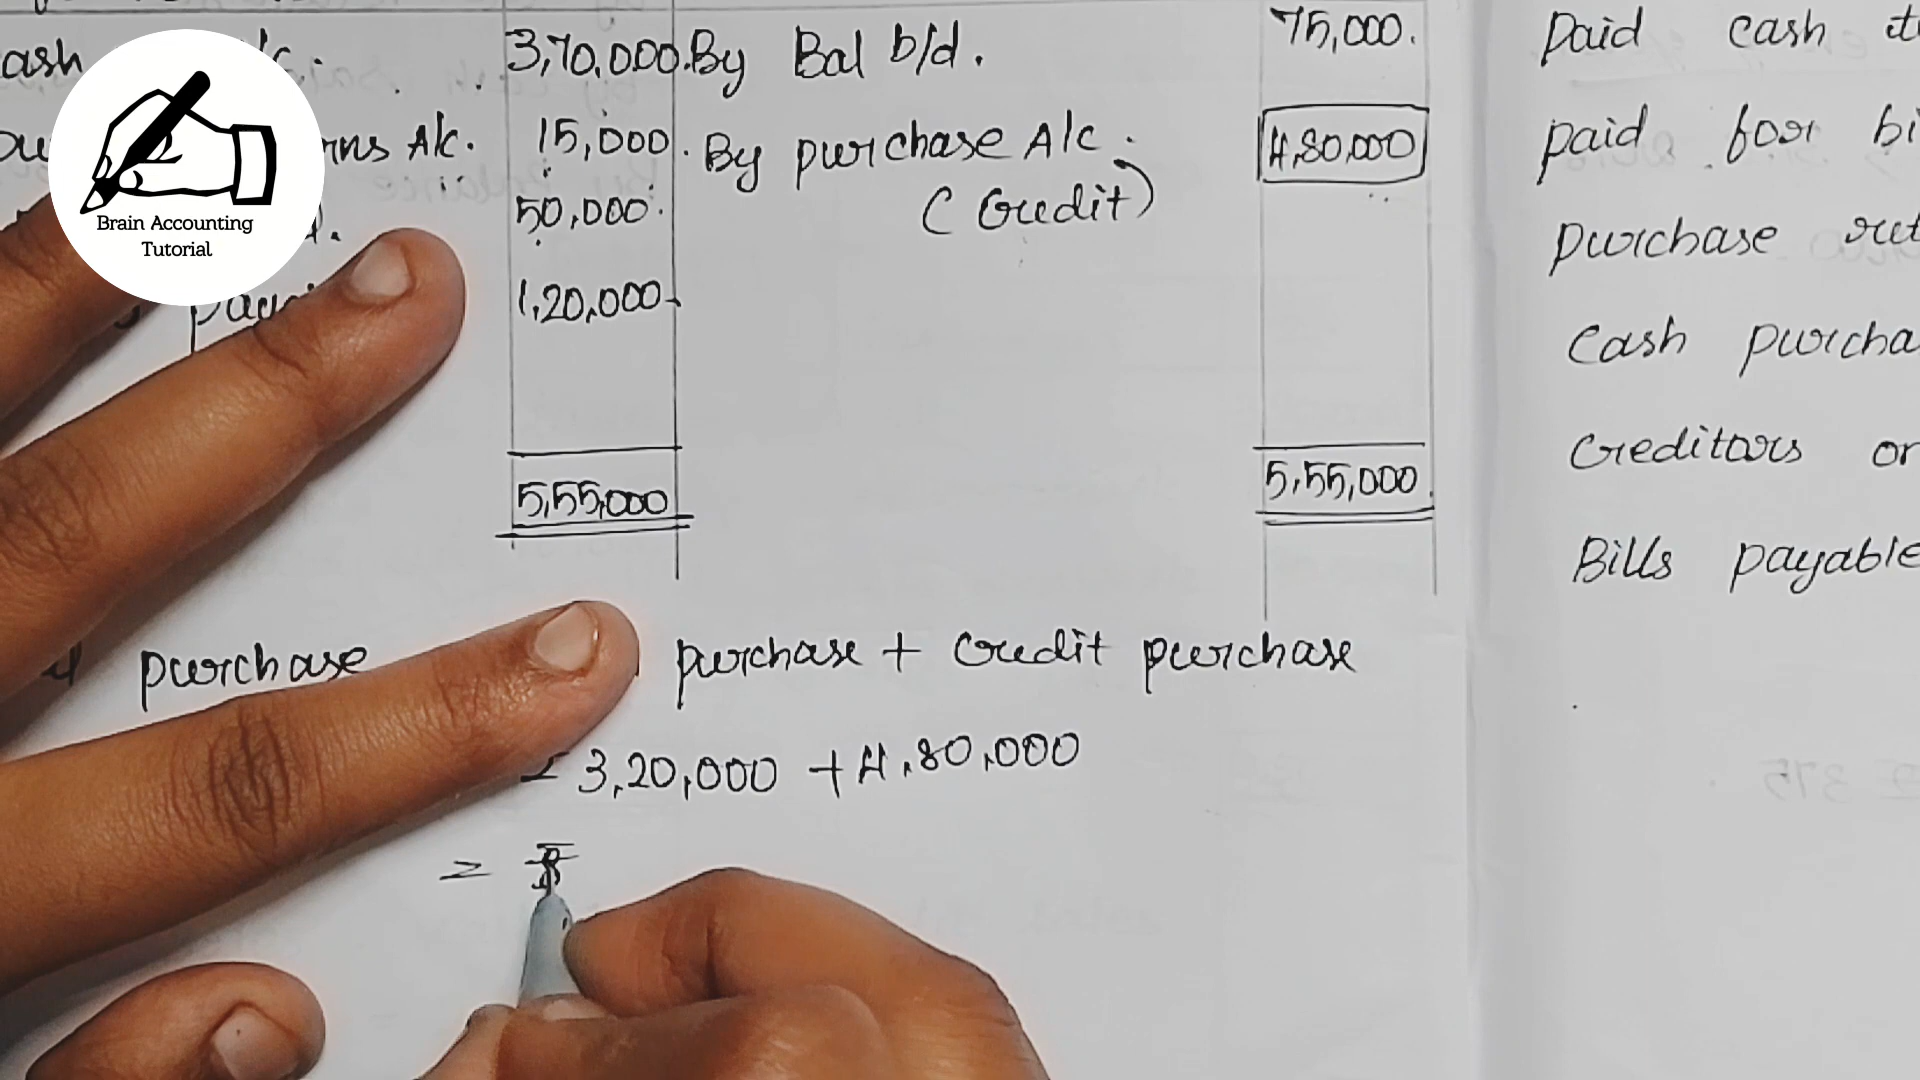 ash /c. 3,70,000. By Bal b/d. 75,000.
rns A/c. 15,000. By purchase A/c. 4,80,000
50,000. (Credit)
1,20,000
5,55,000 5,55,000.
purchase purchase + credit purchase
= 3,20,000 + 4,80,000
=
Paid cash
paid for bi
purchase ret
Cash purcha
Creditors or
Bills payable
Brain Accounting
Tutorial